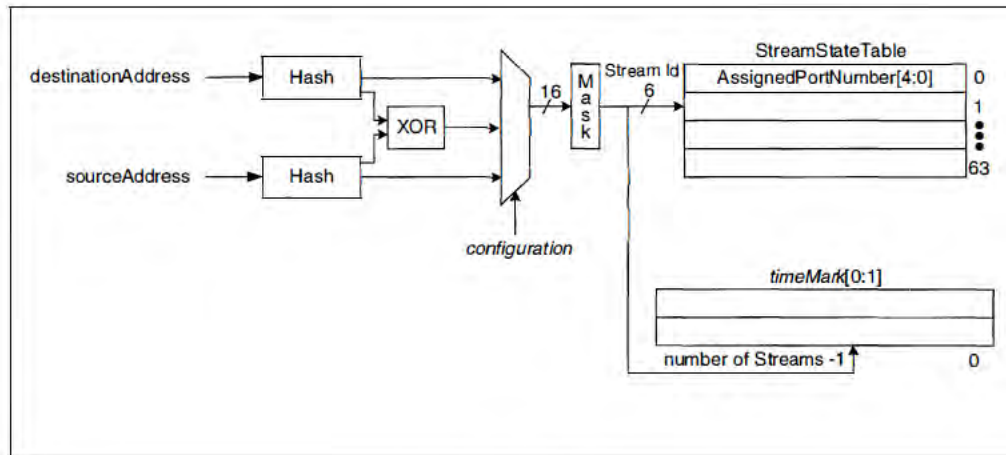 StreamStateTable
destinationAddress
Hash
XOR
sourceAddress
Hash
configuration
16
Mask
Stream Id
6
AssignedPortNumber[4:0]
0
1
63
timeMark[0:1]
number of Streams -1
0